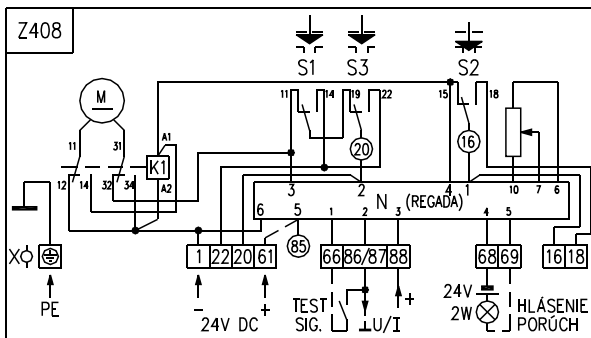 Z408
S1 S3 S2
M
11 14 19 22 15 18
11 31 A1
20 16
K1
12 14 32 34 A2
3 2 4 1 10 7 6
N (REGADA)
6 5 1 2 3 4 5
85
X 1 22 20 61 66 86/87 88 68 69 16 18
PE
- +
24V DC
TEST
SIG.
U/I
+
24V
2W
HLÁSENIE
PORÚCH